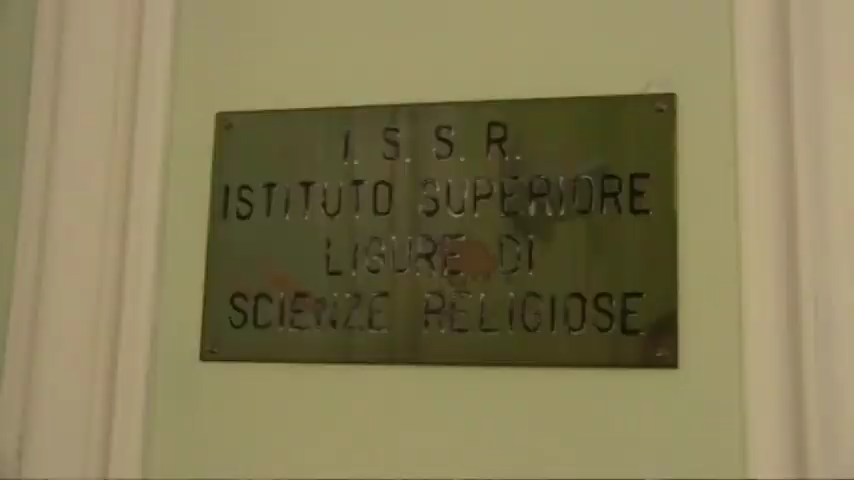 I. S. S. R.
ISTITUTO SUPERIORE
LIGURE DI
SCIENZE RELIGIOSE